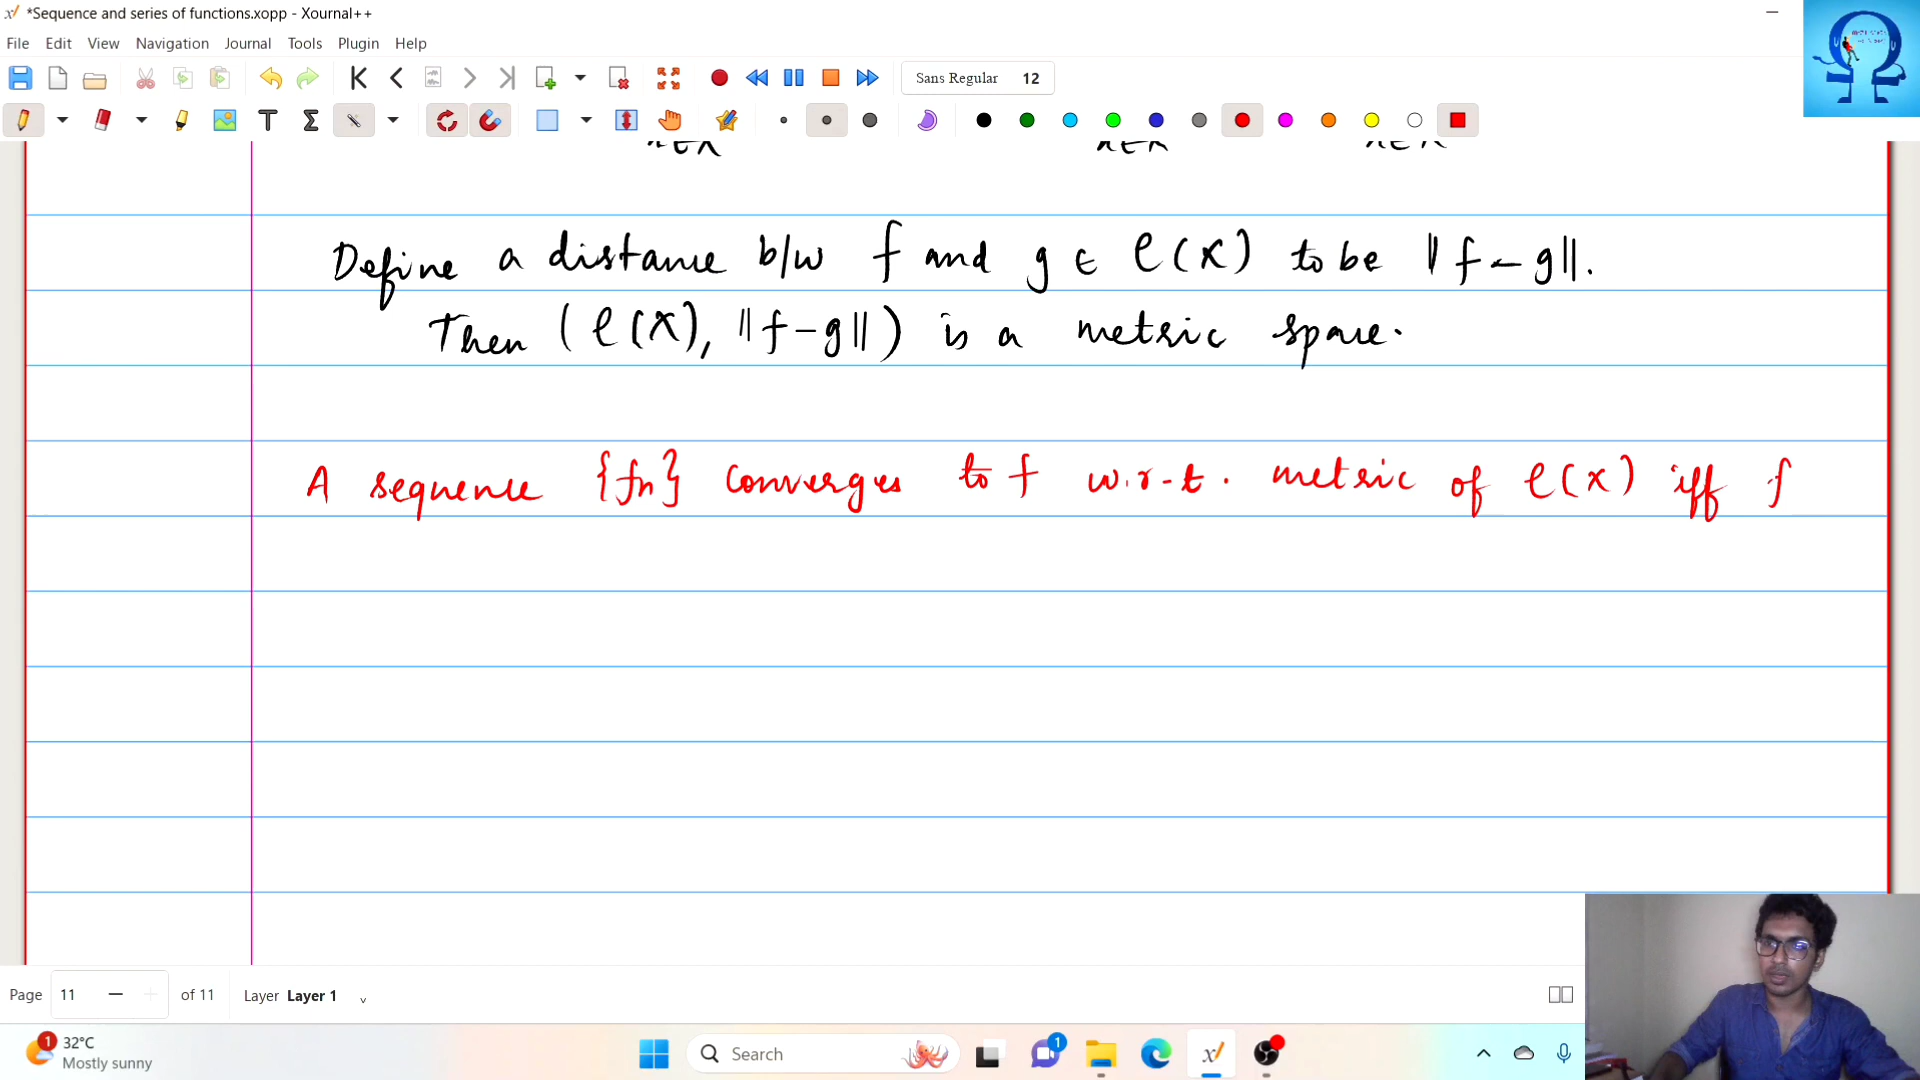 *Sequence and series of functions.xopp - Xournal++
File Edit View Navigation Journal Tools Plugin Help
Sans Regular 12
x∈X x∈X x∈X
Define a distance b/w f and g ∈ C(X) to be ‖f-g‖.
Then (C(X), ‖f-g‖) is a metric space.
A sequence {fn} converges to f w.r.t. metric of C(X) iff f
Page 11 of 11 Layer Layer 1
1 32°C
Mostly sunny
Search
1